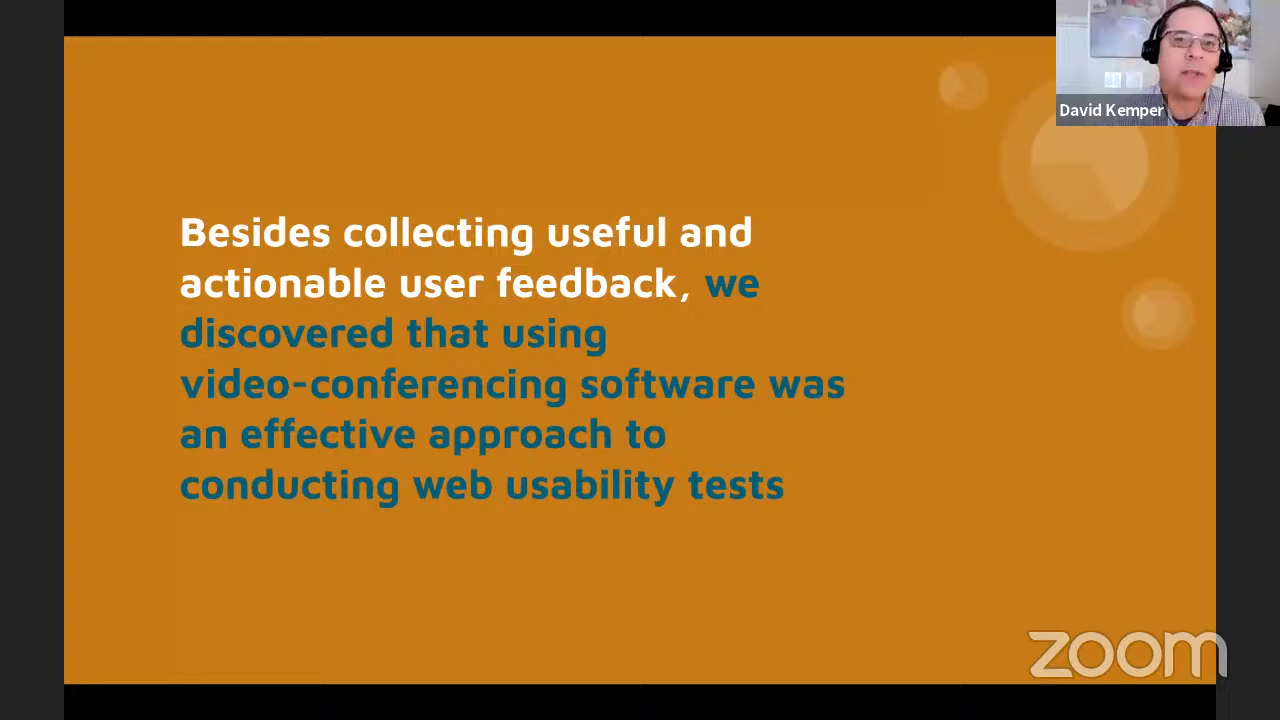 David Kemper
Besides collecting useful and
actionable user feedback, we
discovered that using
video-conferencing software was
an effective approach to
conducting web usability tests
zoom